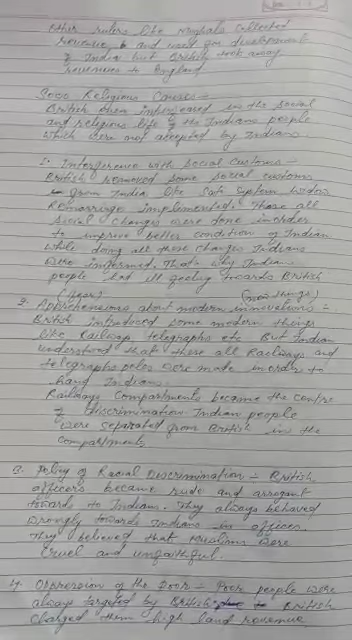 Other rulers like Mughals collected
revenue & and used for development
of India but British took away
revenues to England
Socio Religious Causes:-
British then interfered in the social
and religious life of the Indians people
which were not accepted by Indians
1. Interference with Social Customs -
British removed some social customs
from India like Sati System widow
Remarriage implemented. These all
social changes were done in order
to improve better condition of Indian
while doing all these changes Indians
were informed. That's why Indian
people had ill feeling towards British
(fear) (new things)
2. Apprehensions about modern innovations :-
British introduced some modern things
like Railway, telegraphs etc. But Indian
understood that these all Railways and
telegraphs poles were made in order to
hang Indians
Railways Compartments became the centre
of Discrimination. Indian people
were separated from British in the
compartments
3. Policy of Racial Discrimination :- British
officers became rude and arrogant
towards to Indians. They always behaved
wrongly towards Indians in offices.
They believed that Muslims were
cruel and unfaithful.
4. Oppression of the Poor :- Poor people were
always targeted by British. British
charged them high land revenue